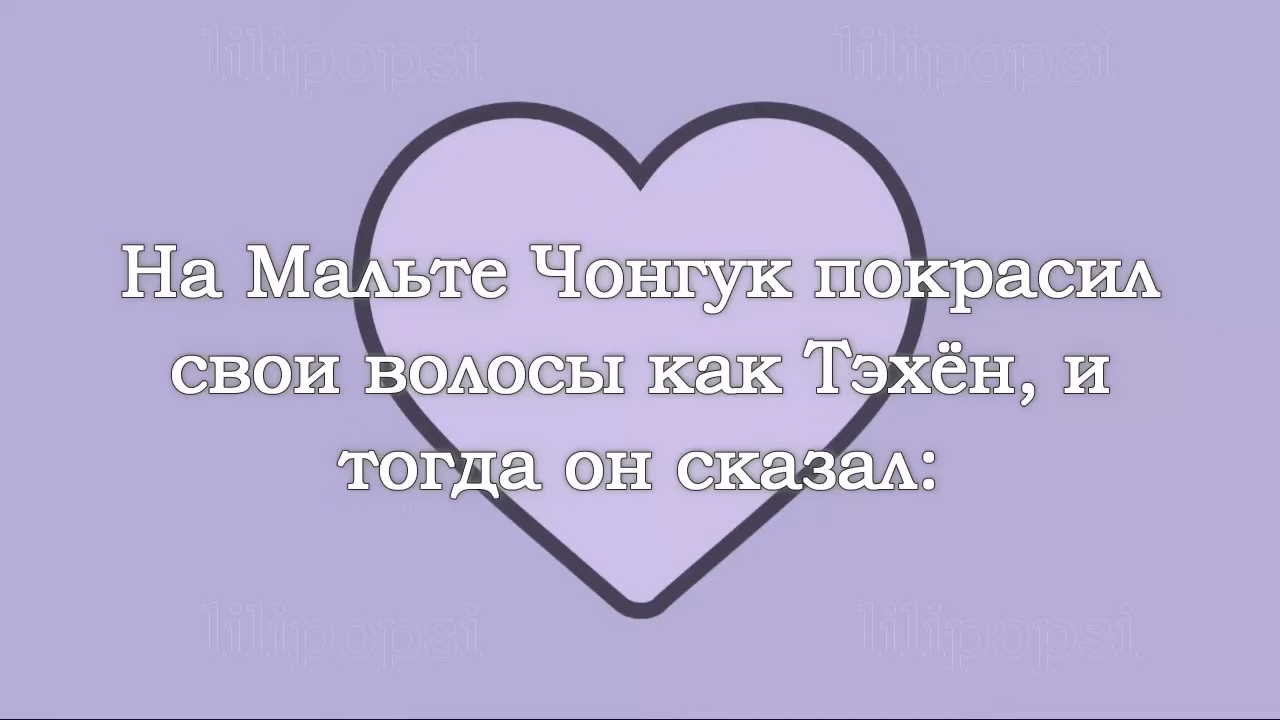 lilipopsi lilipopsi
На Мальте Чонгук покрасил
свои волосы как Тэхён, и
тогда он сказал:
lilipopsi lilipopsi